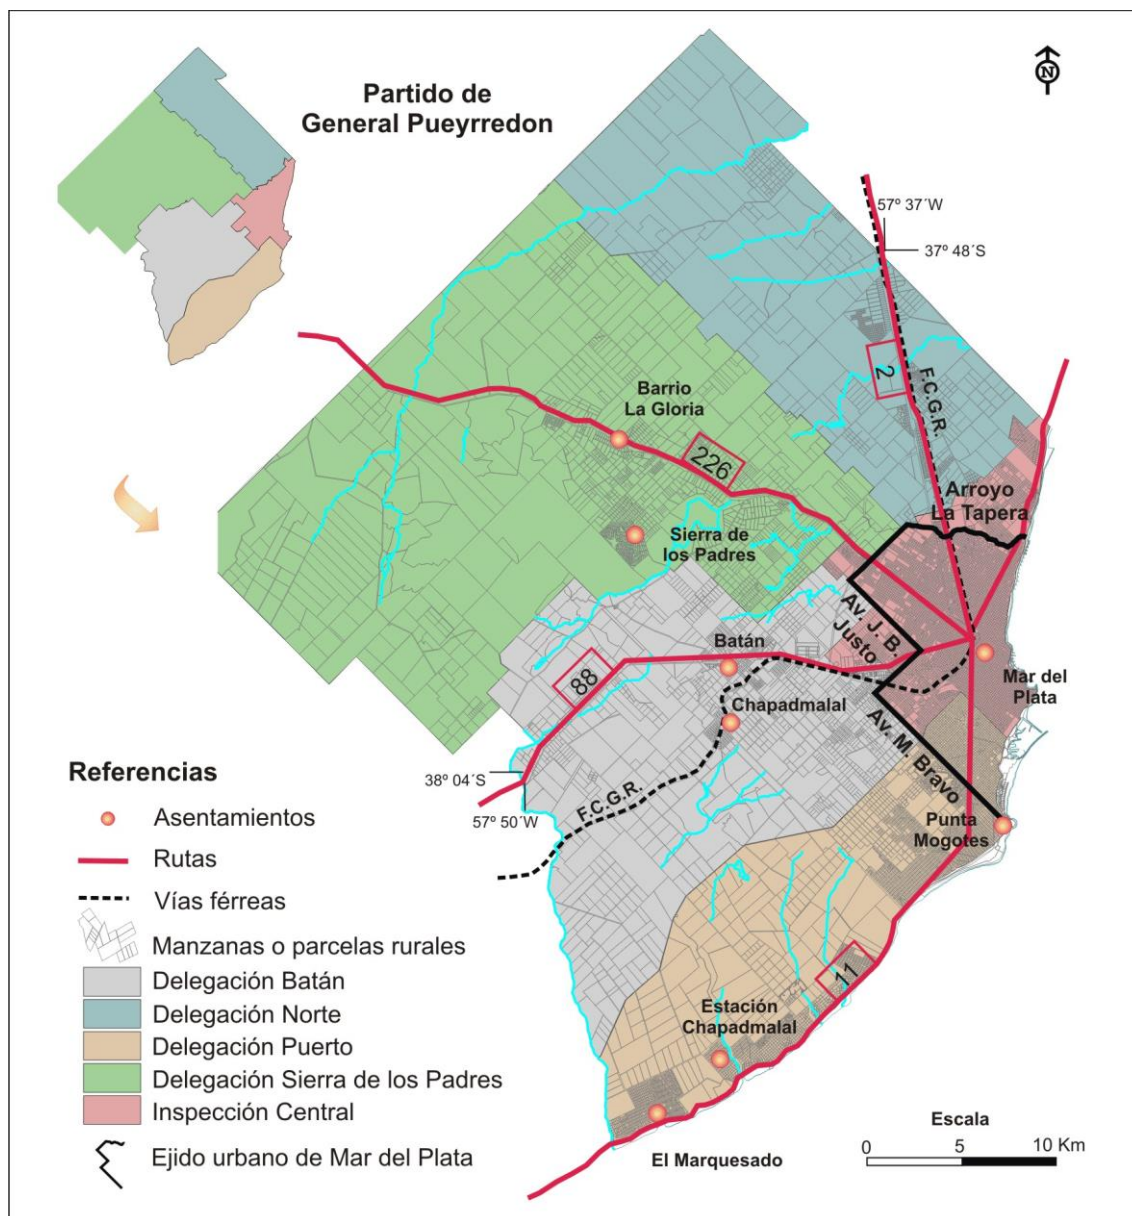 Partido de
General Pueyrredon
N
57º 37´W
37º 48´S
2
F.C.G.R.
Barrio
La Gloria
226
Arroyo
La Tapera
Sierra de
los Padres
Av. J. B.
Justo
Batán
88
Mar del
Plata
Chapadmalal
Av. M. Bravo
38º 04´S
57º 50´W
F.C.G.R.
Punta
Mogotes
11
Estación
Chapadmalal
El Marquesado
Referencias
Asentamientos
Rutas
Vías férreas
Manzanas o parcelas rurales
Delegación Batán
Delegación Norte
Delegación Puerto
Delegación Sierra de los Padres
Inspección Central
Ejido urbano de Mar del Plata
Escala
0 5 10 Km